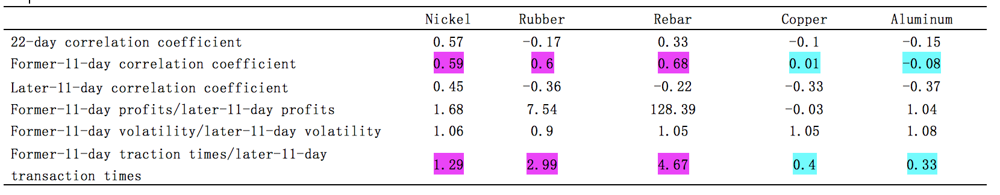 Nickel Rubber Rebar Copper Aluminum
22-day correlation coefficient 0.57 -0.17 0.33 -0.1 -0.15
Former-11-day correlation coefficient 0.59 0.6 0.68 0.01 -0.08
Later-11-day correlation coefficient 0.45 -0.36 -0.22 -0.33 -0.37
Former-11-day profits/later-11-day profits 1.68 7.54 128.39 -0.03 1.04
Former-11-day volatility/later-11-day volatility 1.06 0.9 1.05 1.05 1.08
Former-11-day traction times/later-11-day
transaction times 1.29 2.99 4.67 0.4 0.33